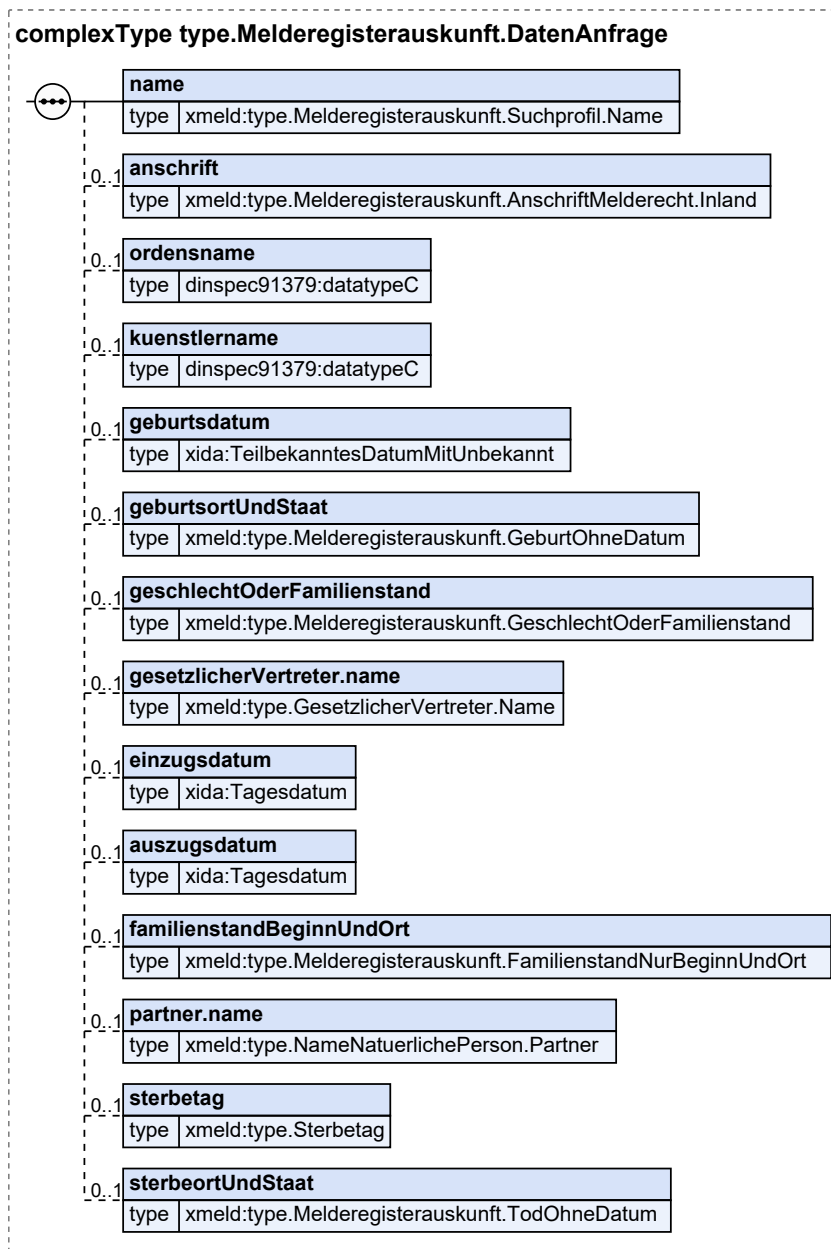 complexType type.Melderegisterauskunft.DatenAnfrage
name
type xmeld:type.Melderegisterauskunft.Suchprofil.Name
0..1 anschrift
type xmeld:type.Melderegisterauskunft.AnschriftMelderecht.Inland
0..1 ordensname
type dinspec91379:datatypeC
0..1 kuenstlername
type dinspec91379:datatypeC
0..1 geburtsdatum
type xida:TeilbekanntesDatumMitUnbekannt
0..1 geburtsortUndStaat
type xmeld:type.Melderegisterauskunft.GeburtOhneDatum
0..1 geschlechtOderFamilienstand
type xmeld:type.Melderegisterauskunft.GeschlechtOderFamilienstand
0..1 gesetzlicherVertreter.name
type xmeld:type.GesetzlicherVertreter.Name
0..1 einzugsdatum
type xida:Tagesdatum
0..1 auszugsdatum
type xida:Tagesdatum
0..1 familienstandBeginnUndOrt
type xmeld:type.Melderegisterauskunft.FamilienstandNurBeginnUndOrt
0..1 partner.name
type xmeld:type.NameNatuerlichePerson.Partner
0..1 sterbetag
type xmeld:type.Sterbetag
0..1 sterbeortUndStaat
type xmeld:type.Melderegisterauskunft.TodOhneDatum